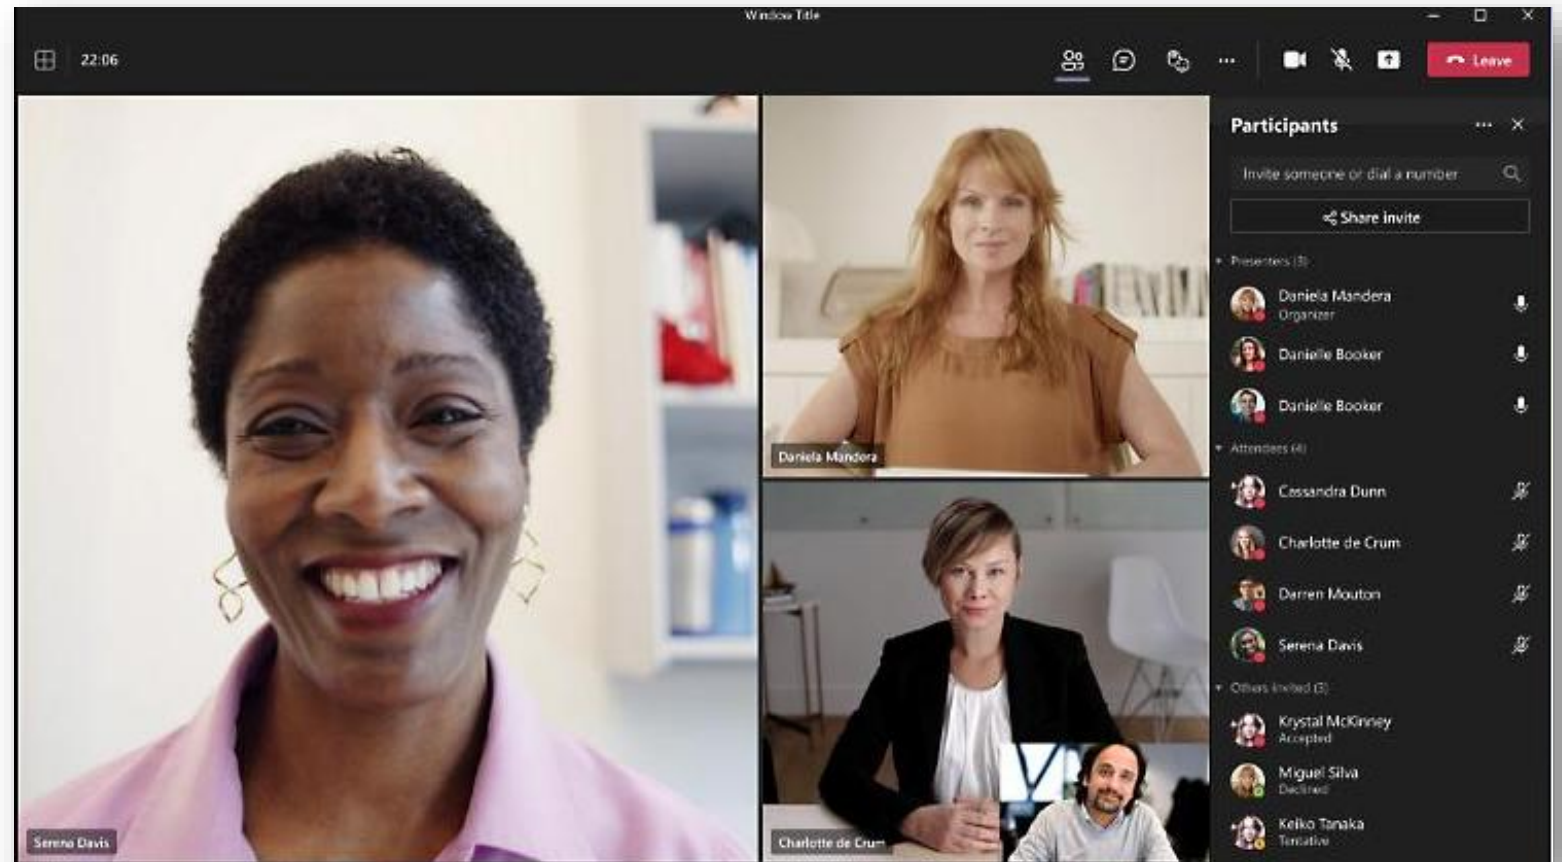 Window Title
22:06
Leave
Participants
Invite someone or dial a number
Share invite
Presenters (3)
Daniela Mandera
Organizer
Danielle Booker
Danielle Booker
Attendees (4)
Cassandra Dunn
Charlotte de Crum
Darren Mouton
Serena Davis
Others invited (3)
Krystal McKinney
Accepted
Miguel Silva
Declined
Keiko Tanaka
Tentative
Daniela Mandera
Serena Davis
Charlotte de Crum